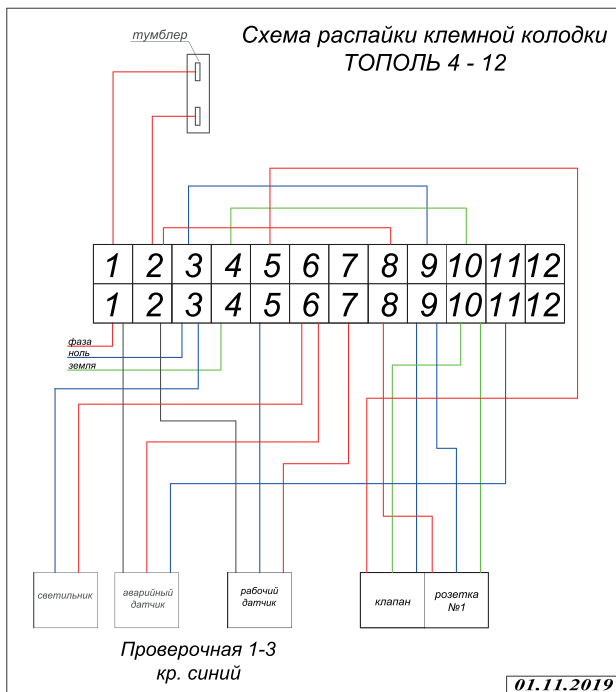 Схема распайки клемной колодки
ТОПОЛЬ 4 - 12
тумблер
1 2 3 4 5 6 7 8 9 10 11 12
1 2 3 4 5 6 7 8 9 10 11 12
фаза
ноль
земля
светильник
аварийный
датчик
рабочий
датчик
клапан
розетка
№1
Проверочная 1-3
кр. синий
01.11.2019